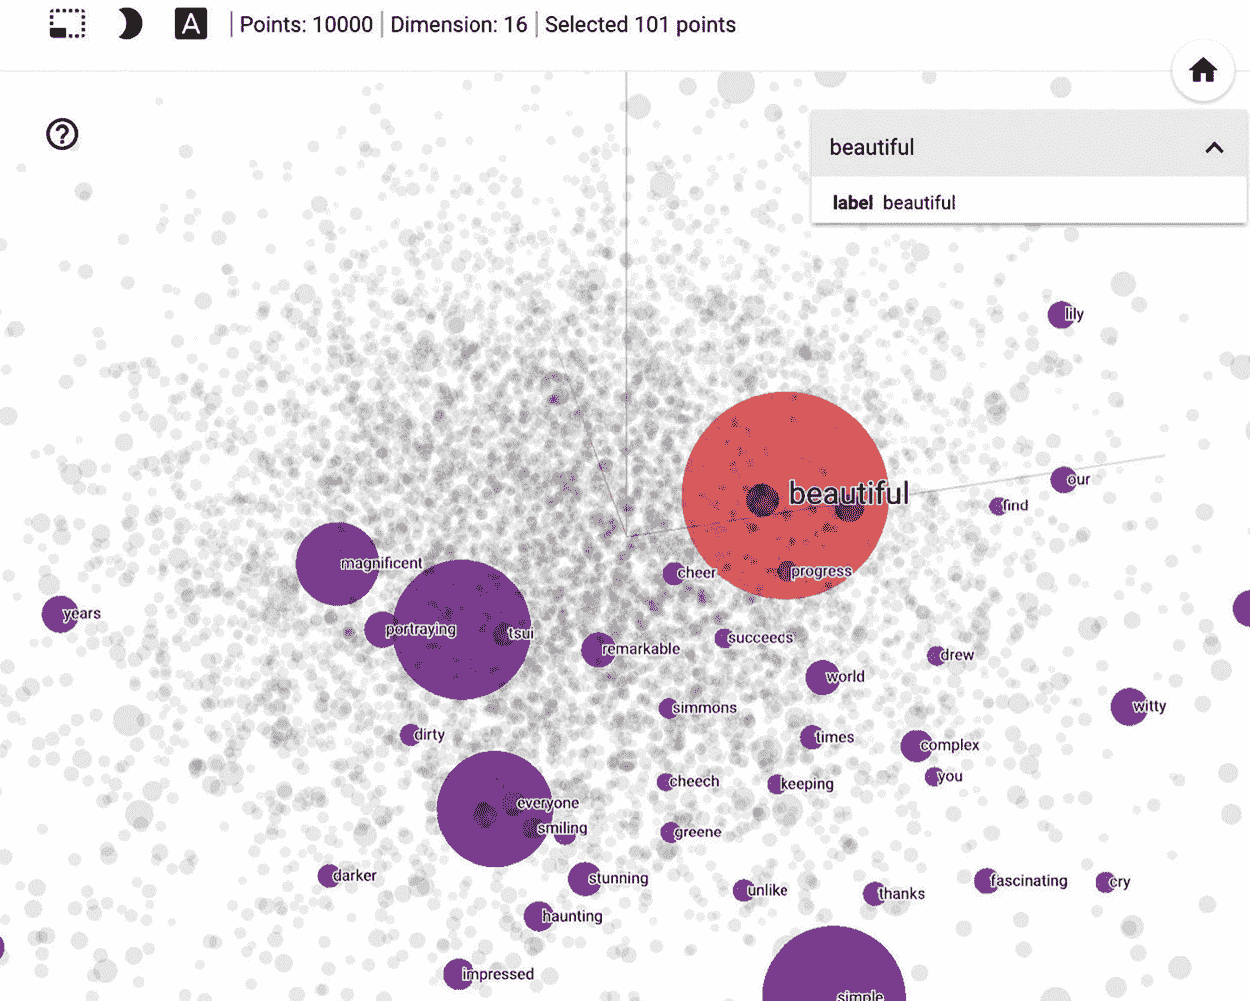 A Points: 10000 Dimension: 16 Selected 101 points
beautiful
label beautiful
lily
our
beautiful
find
magnificent
cheer
progress
years
portraying
tsui
succeeds
remarkable
drew
world
simmons
witty
dirty
times
complex
you
cheech
keeping
everyone
smiling
greene
darker
stunning
fascinating
cry
unlike
thanks
haunting
impressed
simple